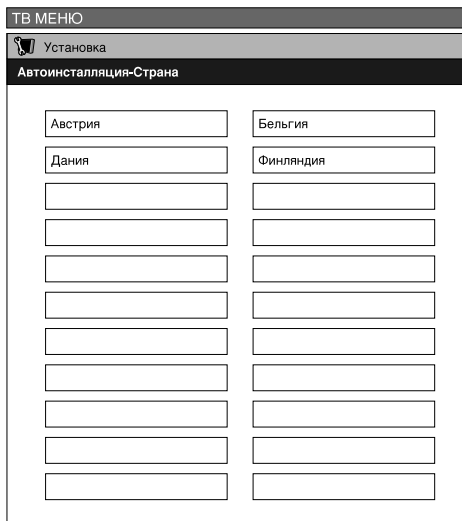 ТВ МЕНЮ
Установка
Автоинсталляция-Страна
Австрия
Бельгия
Дания
Финляндия